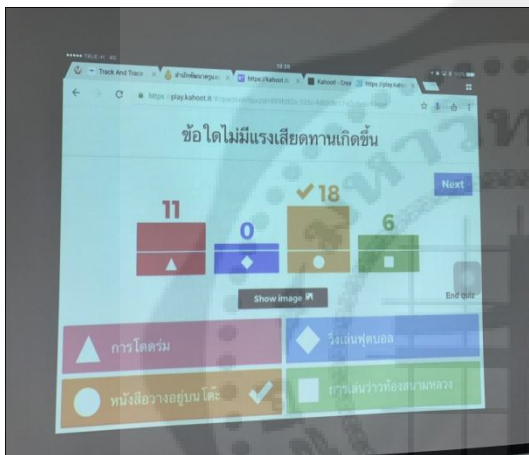 TRUE-H 4G
18:39
Track And Trace
https://kahoot.it
Kahoot! - Crea
https://play.kaho
https://play.kahoot.it
ข้อใดไม่มีแรงเสียดทานเกิดขึ้น
Next
11
0
18
6
Show image
End quiz
การโดดร่ม
วิ่งเล่นฟุตบอล
หนังสือวางอยู่บนโต๊ะ
การเล่นว่าวท้องสนามหลวง